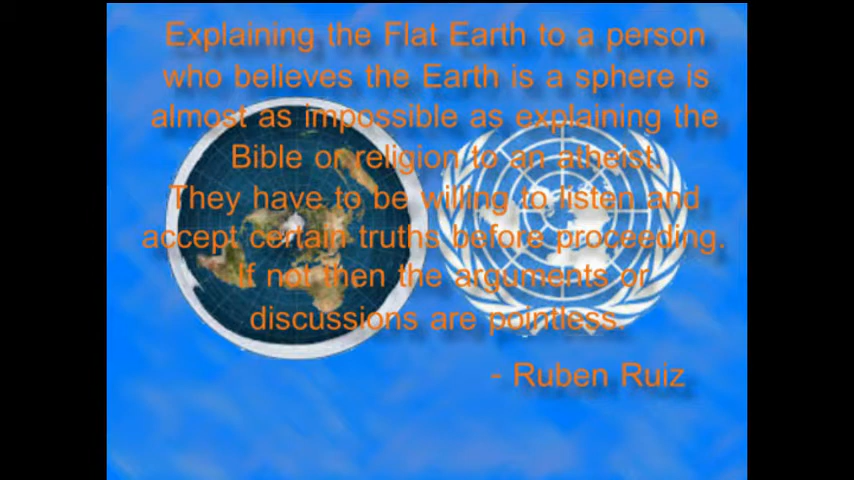 Explaining the Flat Earth to a person
who believes the Earth is a sphere is
almost as impossible as explaining the
Bible or religion to an atheist.
They have to be willing to listen and
accept certain truths before proceeding.
If not then the arguments or
discussions are pointless.
- Ruben Ruiz